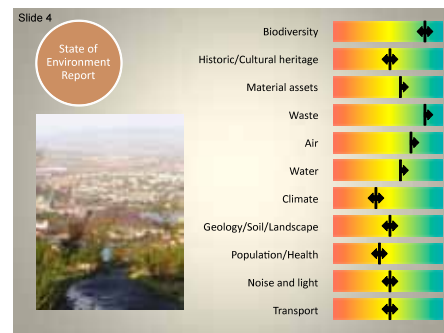 Slide 4
State of
Environment
Report
Biodiversity
Historic/Cultural heritage
Material assets
Waste
Air
Water
Climate
Geology/Soil/Landscape
Population/Health
Noise and light
Transport